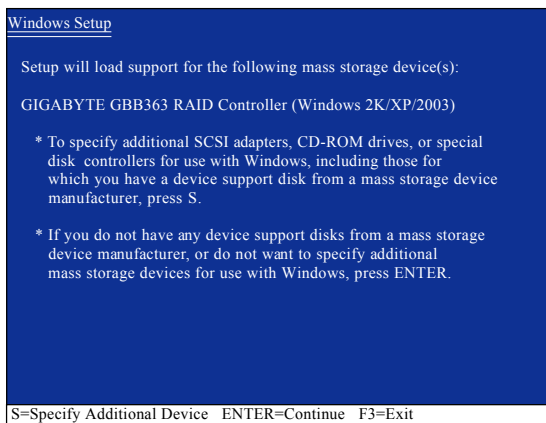 Windows Setup
Setup will load support for the following mass storage device(s):
GIGABYTE GBB363 RAID Controller (Windows 2K/XP/2003)
* To specify additional SCSI adapters, CD-ROM drives, or special
disk controllers for use with Windows, including those for
which you have a device support disk from a mass storage device
manufacturer, press S.
* If you do not have any device support disks from a mass storage
device manufacturer, or do not want to specify additional
mass storage devices for use with Windows, press ENTER.
S=Specify Additional Device ENTER=Continue F3=Exit